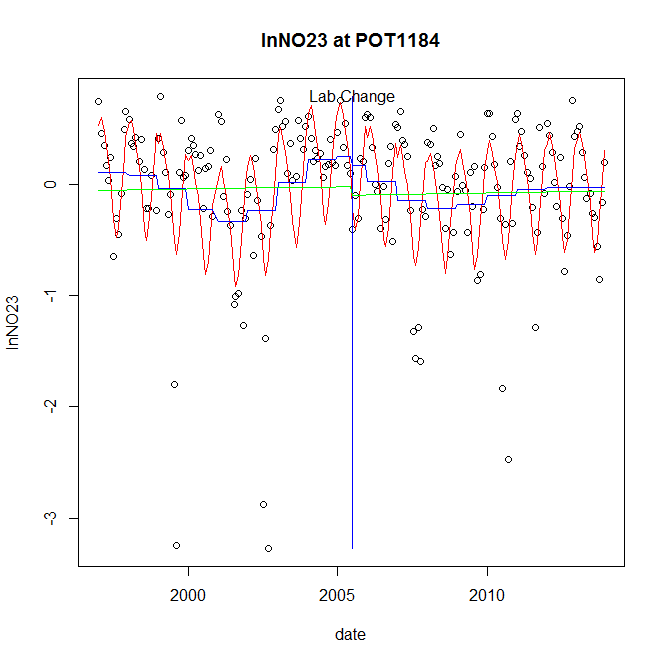 lnNO23 at POT1184
Lab Change
0
-1
-2
-3
lnNO23
2000 2005 2010
date